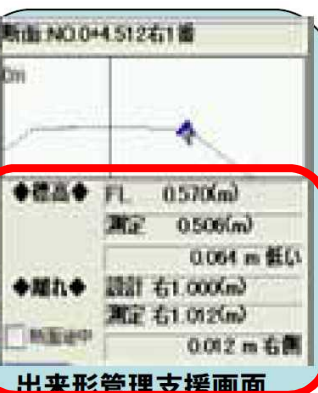 断面:NO.0+4.512右1番
0m
◆標高◆ FL 0.570(m)
測定 0.506(m)
0.064 m 低い
◆離れ◆ 設計 右1.000(m)
測定 右1.012(m)
断面途中
0.012 m 右側
出来形管理支援画面